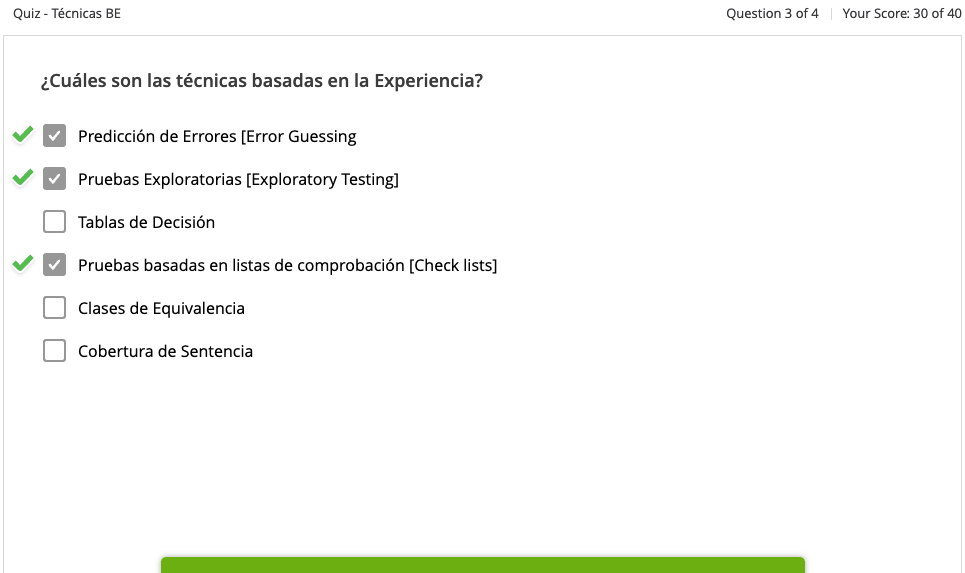 Quiz - Técnicas BE
Question 3 of 4
Your Score: 30 of 40
¿Cuáles son las técnicas basadas en la Experiencia?
Predicción de Errores [Error Guessing
Pruebas Exploratorias [Exploratory Testing]
Tablas de Decisión
Pruebas basadas en listas de comprobación [Check lists]
Clases de Equivalencia
Cobertura de Sentencia